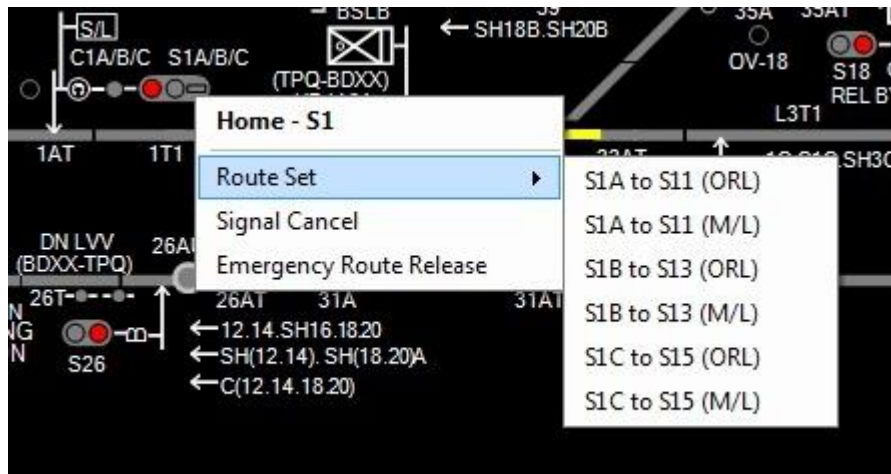 BSLB
S/L
SH18B.SH20B
35A
35AT
C1A/B/C S1A/B/C
(TPQ-BDXX)
OV-18
S18
REL B
L3T1
Home - S1
1AT
1T1
Route Set
Signal Cancel
Emergency Route Release
S1A to S11 (ORL)
S1A to S11 (M/L)
S1B to S13 (ORL)
S1B to S13 (M/L)
S1C to S15 (ORL)
S1C to S15 (M/L)
DN LVV
(BDXX-TPQ)
26T
26AT
31A
31AT
12.14.SH16.18.20
SH(12.14). SH(18.20)A
C(12.14.18.20)
S26